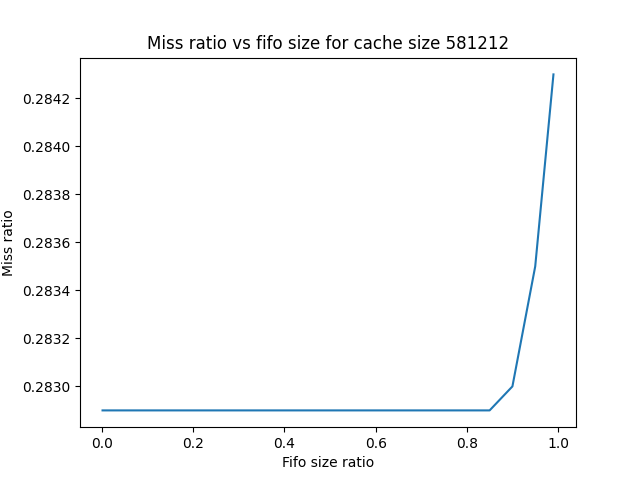 Miss ratio vs fifo size for cache size 581212
0.2842
0.2840
0.2838
0.2836
0.2834
0.2832
0.2830
Miss ratio
0.0 0.2 0.4 0.6 0.8 1.0
Fifo size ratio